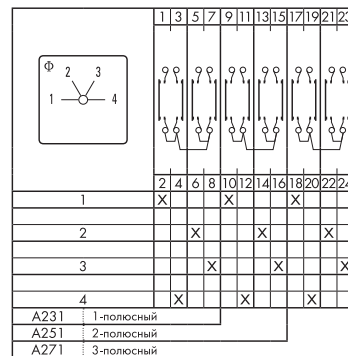 1 3 5 7 9 11 13 15 17 19 21 23
Ф
2 3
1 4
2 4 6 8 10 12 14 16 18 20 22 24
1 X X X
2 X X X
3 X X X
4 X X X
A231 1-полюсный
A251 2-полюсный
A271 3-полюсный